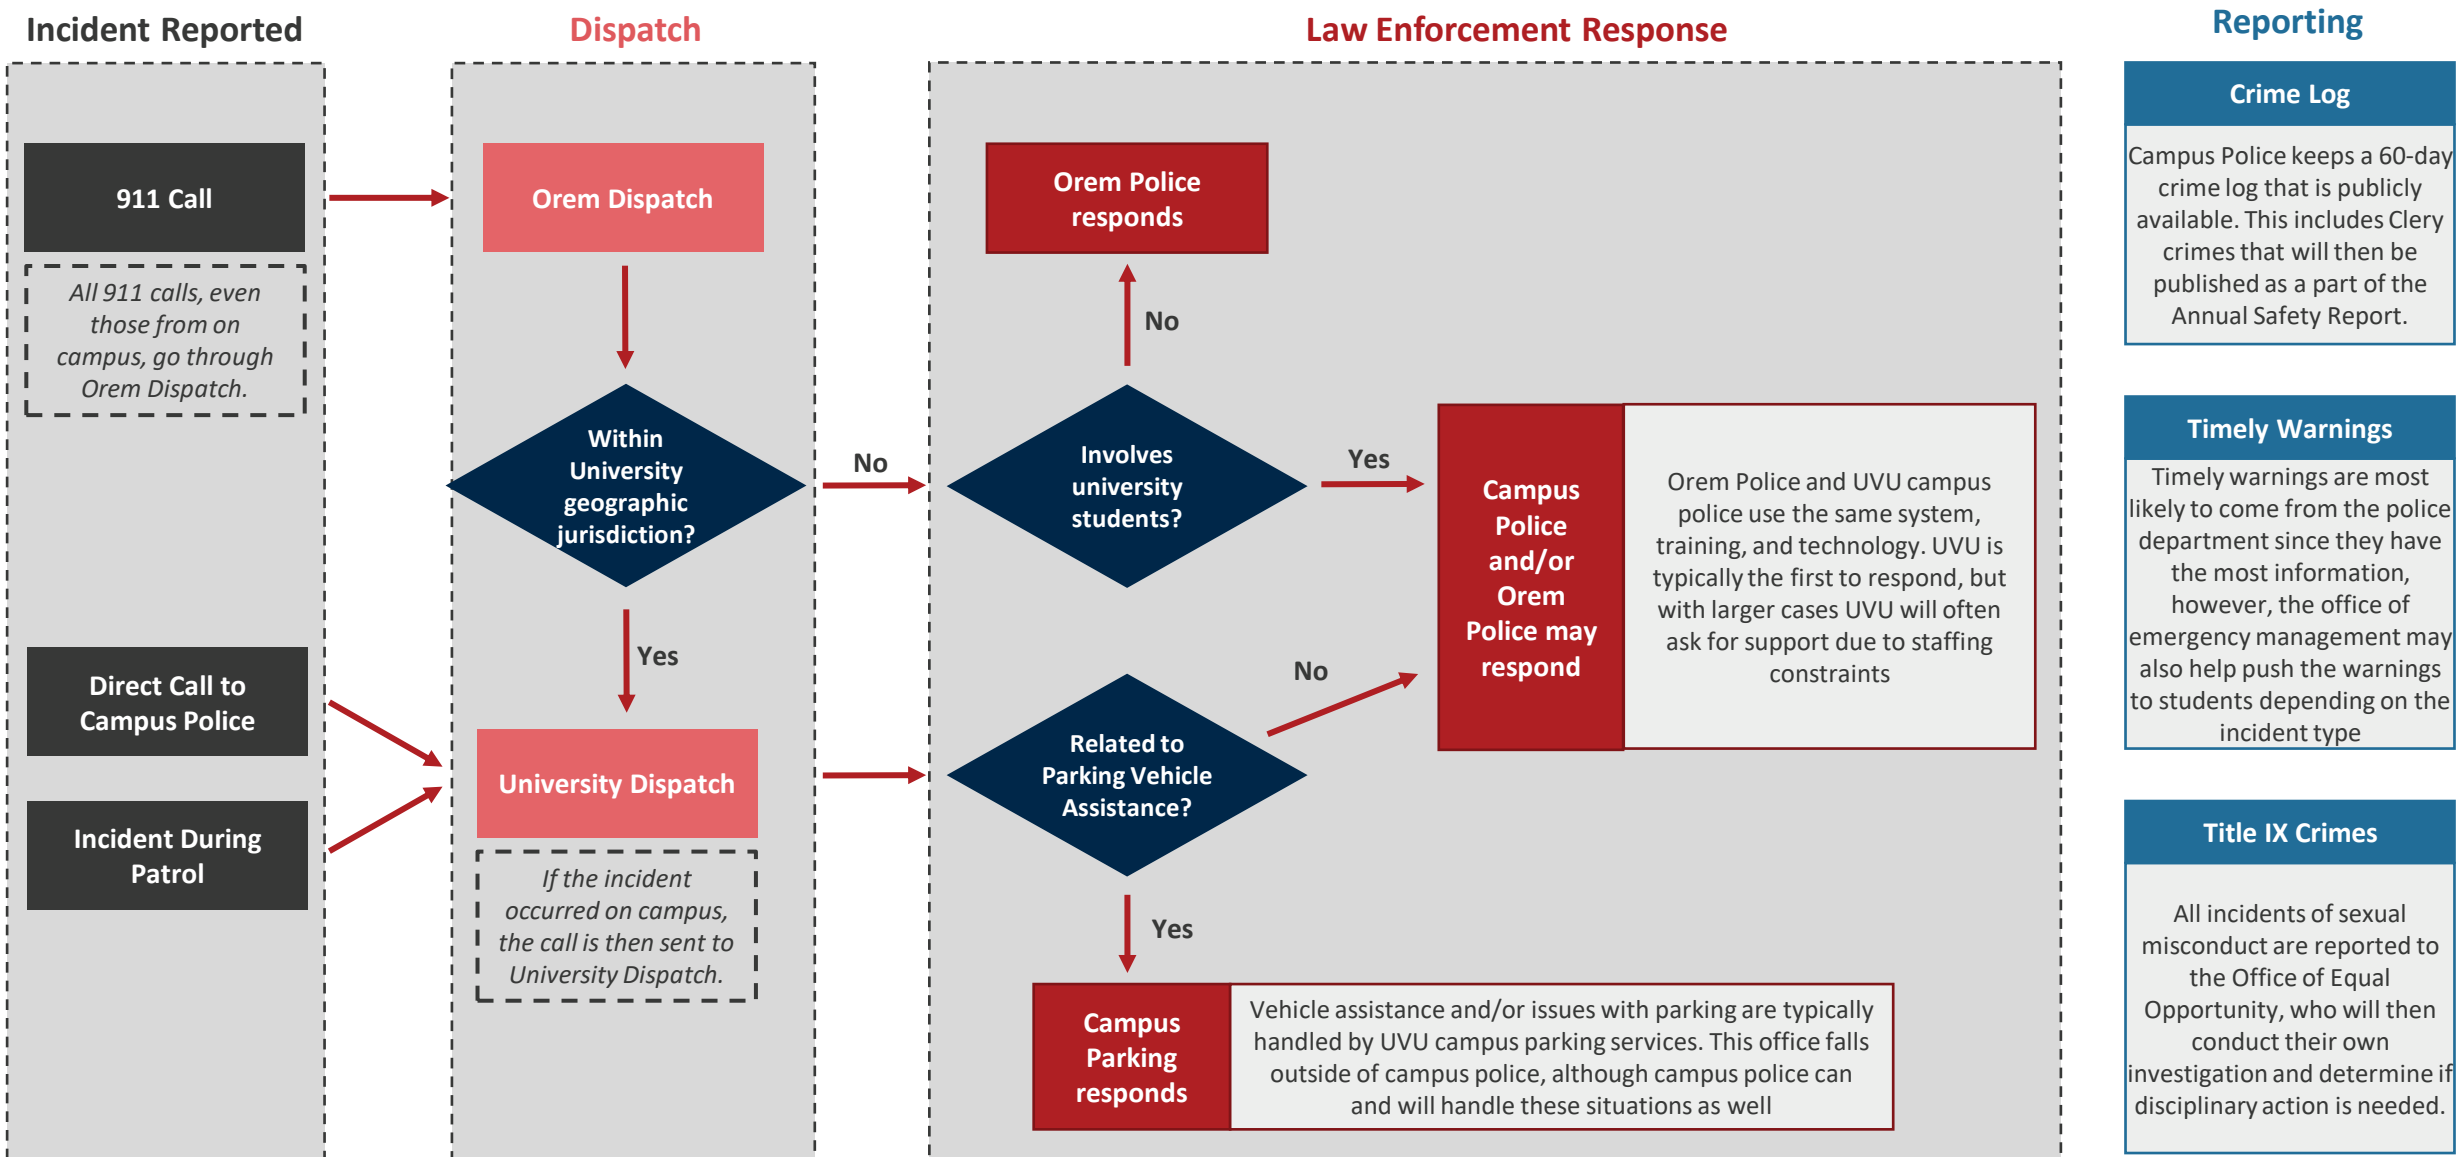 Incident Reported
911 Call
All 911 calls, even
those from on
campus, go through
Orem Dispatch.
Direct Call to
Campus Police
Incident During
Patrol
Dispatch
Orem Dispatch
Within
University
geographic
jurisdiction?
No
Yes
University Dispatch
If the incident
occurred on campus,
the call is then sent to
University Dispatch.
Law Enforcement Response
Orem Police
responds
No
Involves
university
students?
Yes
Campus
Police
and/or
Orem
Police may
respond
Orem Police and UVU campus
police use the same system,
training, and technology. UVU is
typically the first to respond, but
with larger cases UVU will often
ask for support due to staffing
constraints
No
Related to
Parking Vehicle
Assistance?
Yes
Campus
Parking
responds
Vehicle assistance and/or issues with parking are typically
handled by UVU campus parking services. This office falls
outside of campus police, although campus police can
and will handle these situations as well
Reporting
Crime Log
Campus Police keeps a 60-day
crime log that is publicly
available. This includes Clery
crimes that will then be
published as a part of the
Annual Safety Report.
Timely Warnings
Timely warnings are most
likely to come from the police
department since they have
the most information,
however, the office of
emergency management may
also help push the warnings
to students depending on the
incident type
Title IX Crimes
All incidents of sexual
misconduct are reported to
the Office of Equal
Opportunity, who will then
conduct their own
investigation and determine if
disciplinary action is needed.